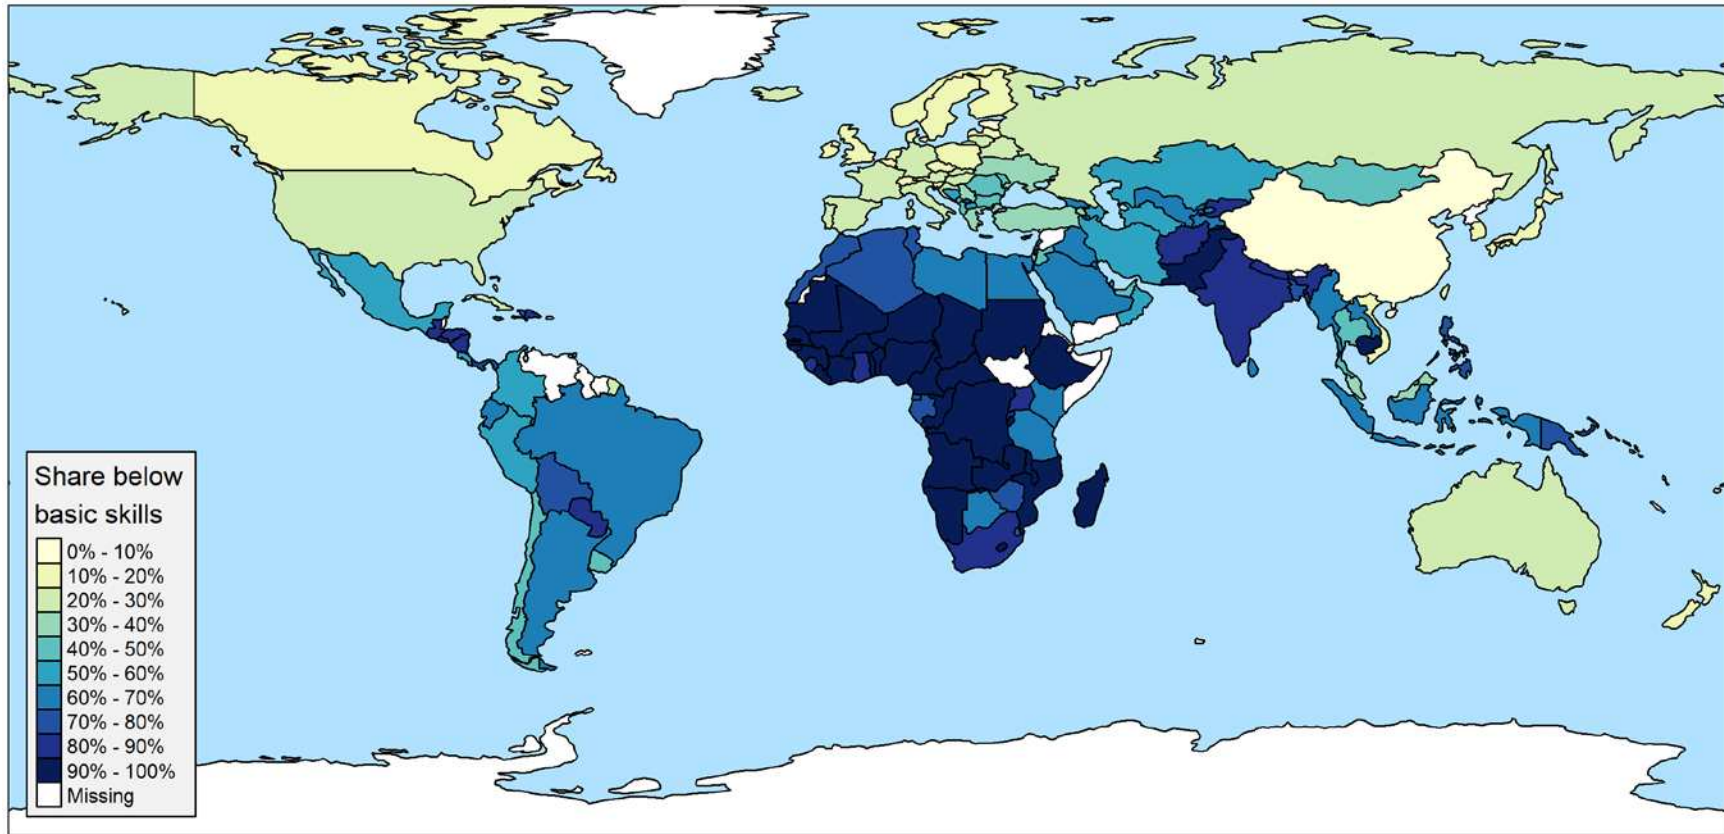 Share below
basic skills
0% - 10%
10% - 20%
20% - 30%
30% - 40%
40% - 50%
50% - 60%
60% - 70%
70% - 80%
80% - 90%
90% - 100%
Missing